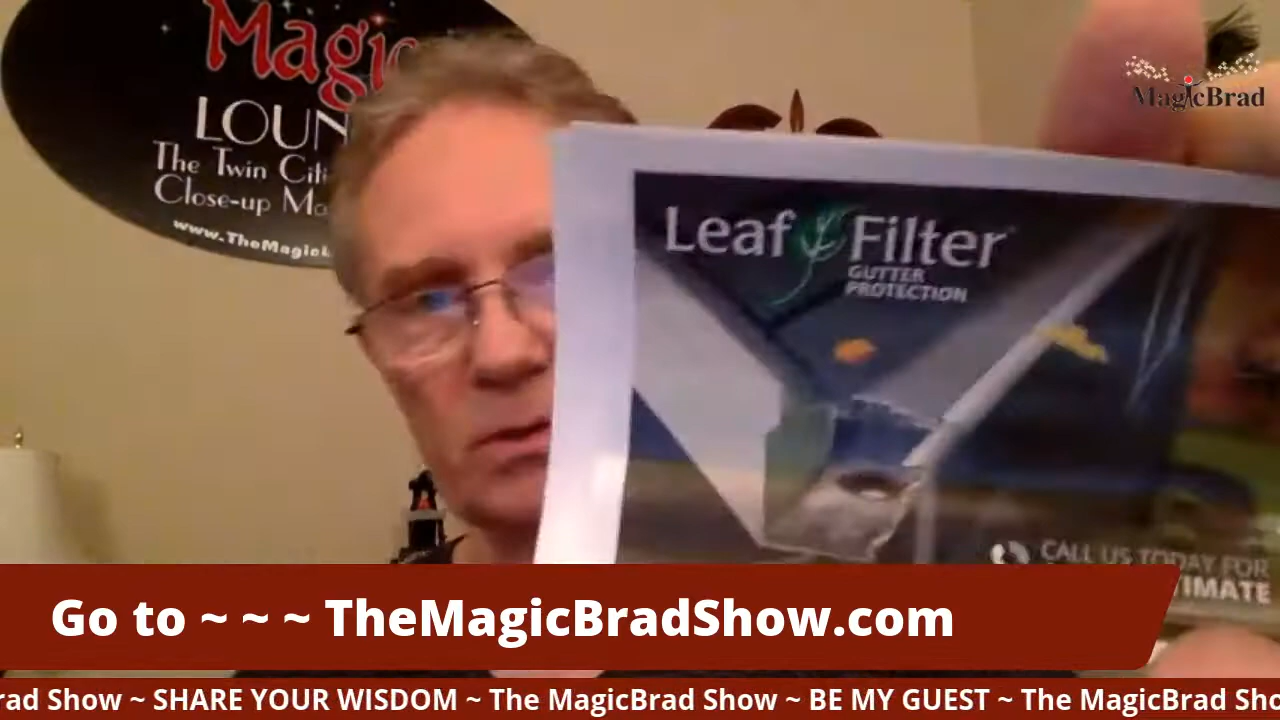 Magic
LOUN
The Twin Citi
Close-up Ma
www.TheMagicL
MagicBrad
Leaf Filter
GUTTER
PROTECTION
CALL US TODAY FOR
TIMATE
Go to ~ ~ ~ TheMagicBradShow.com
rad Show ~ SHARE YOUR WISDOM ~ The MagicBrad Show ~ BE MY GUEST ~ The MagicBrad Sho